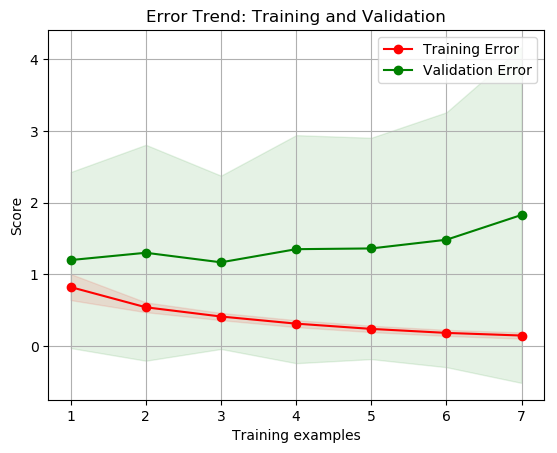 Error Trend: Training and Validation
Training Error
Validation Error
Score
4
3
2
1
0
1 2 3 4 5 6 7
Training examples